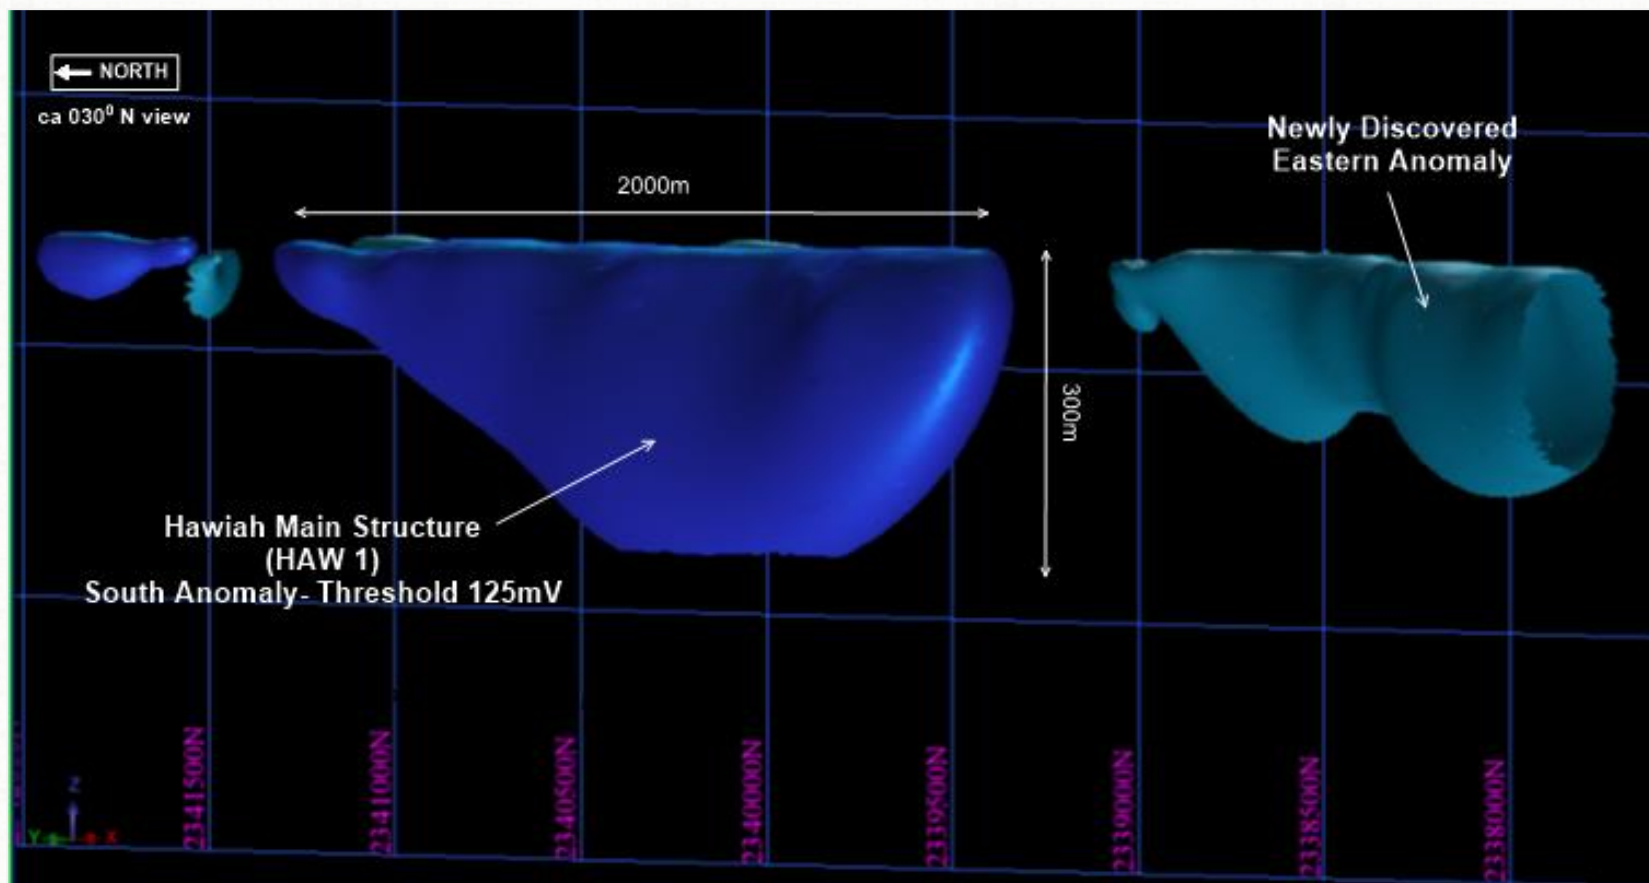 NORTH
ca 030⁰ N view
Newly Discovered
Eastern Anomaly
2000m
300m
Hawiah Main Structure
(HAW 1)
South Anomaly- Threshold 125mV
2341500N
2341000N
2340500N
2340000N
2339500N
2339000N
2338500N
2338000N
Z
Y
X